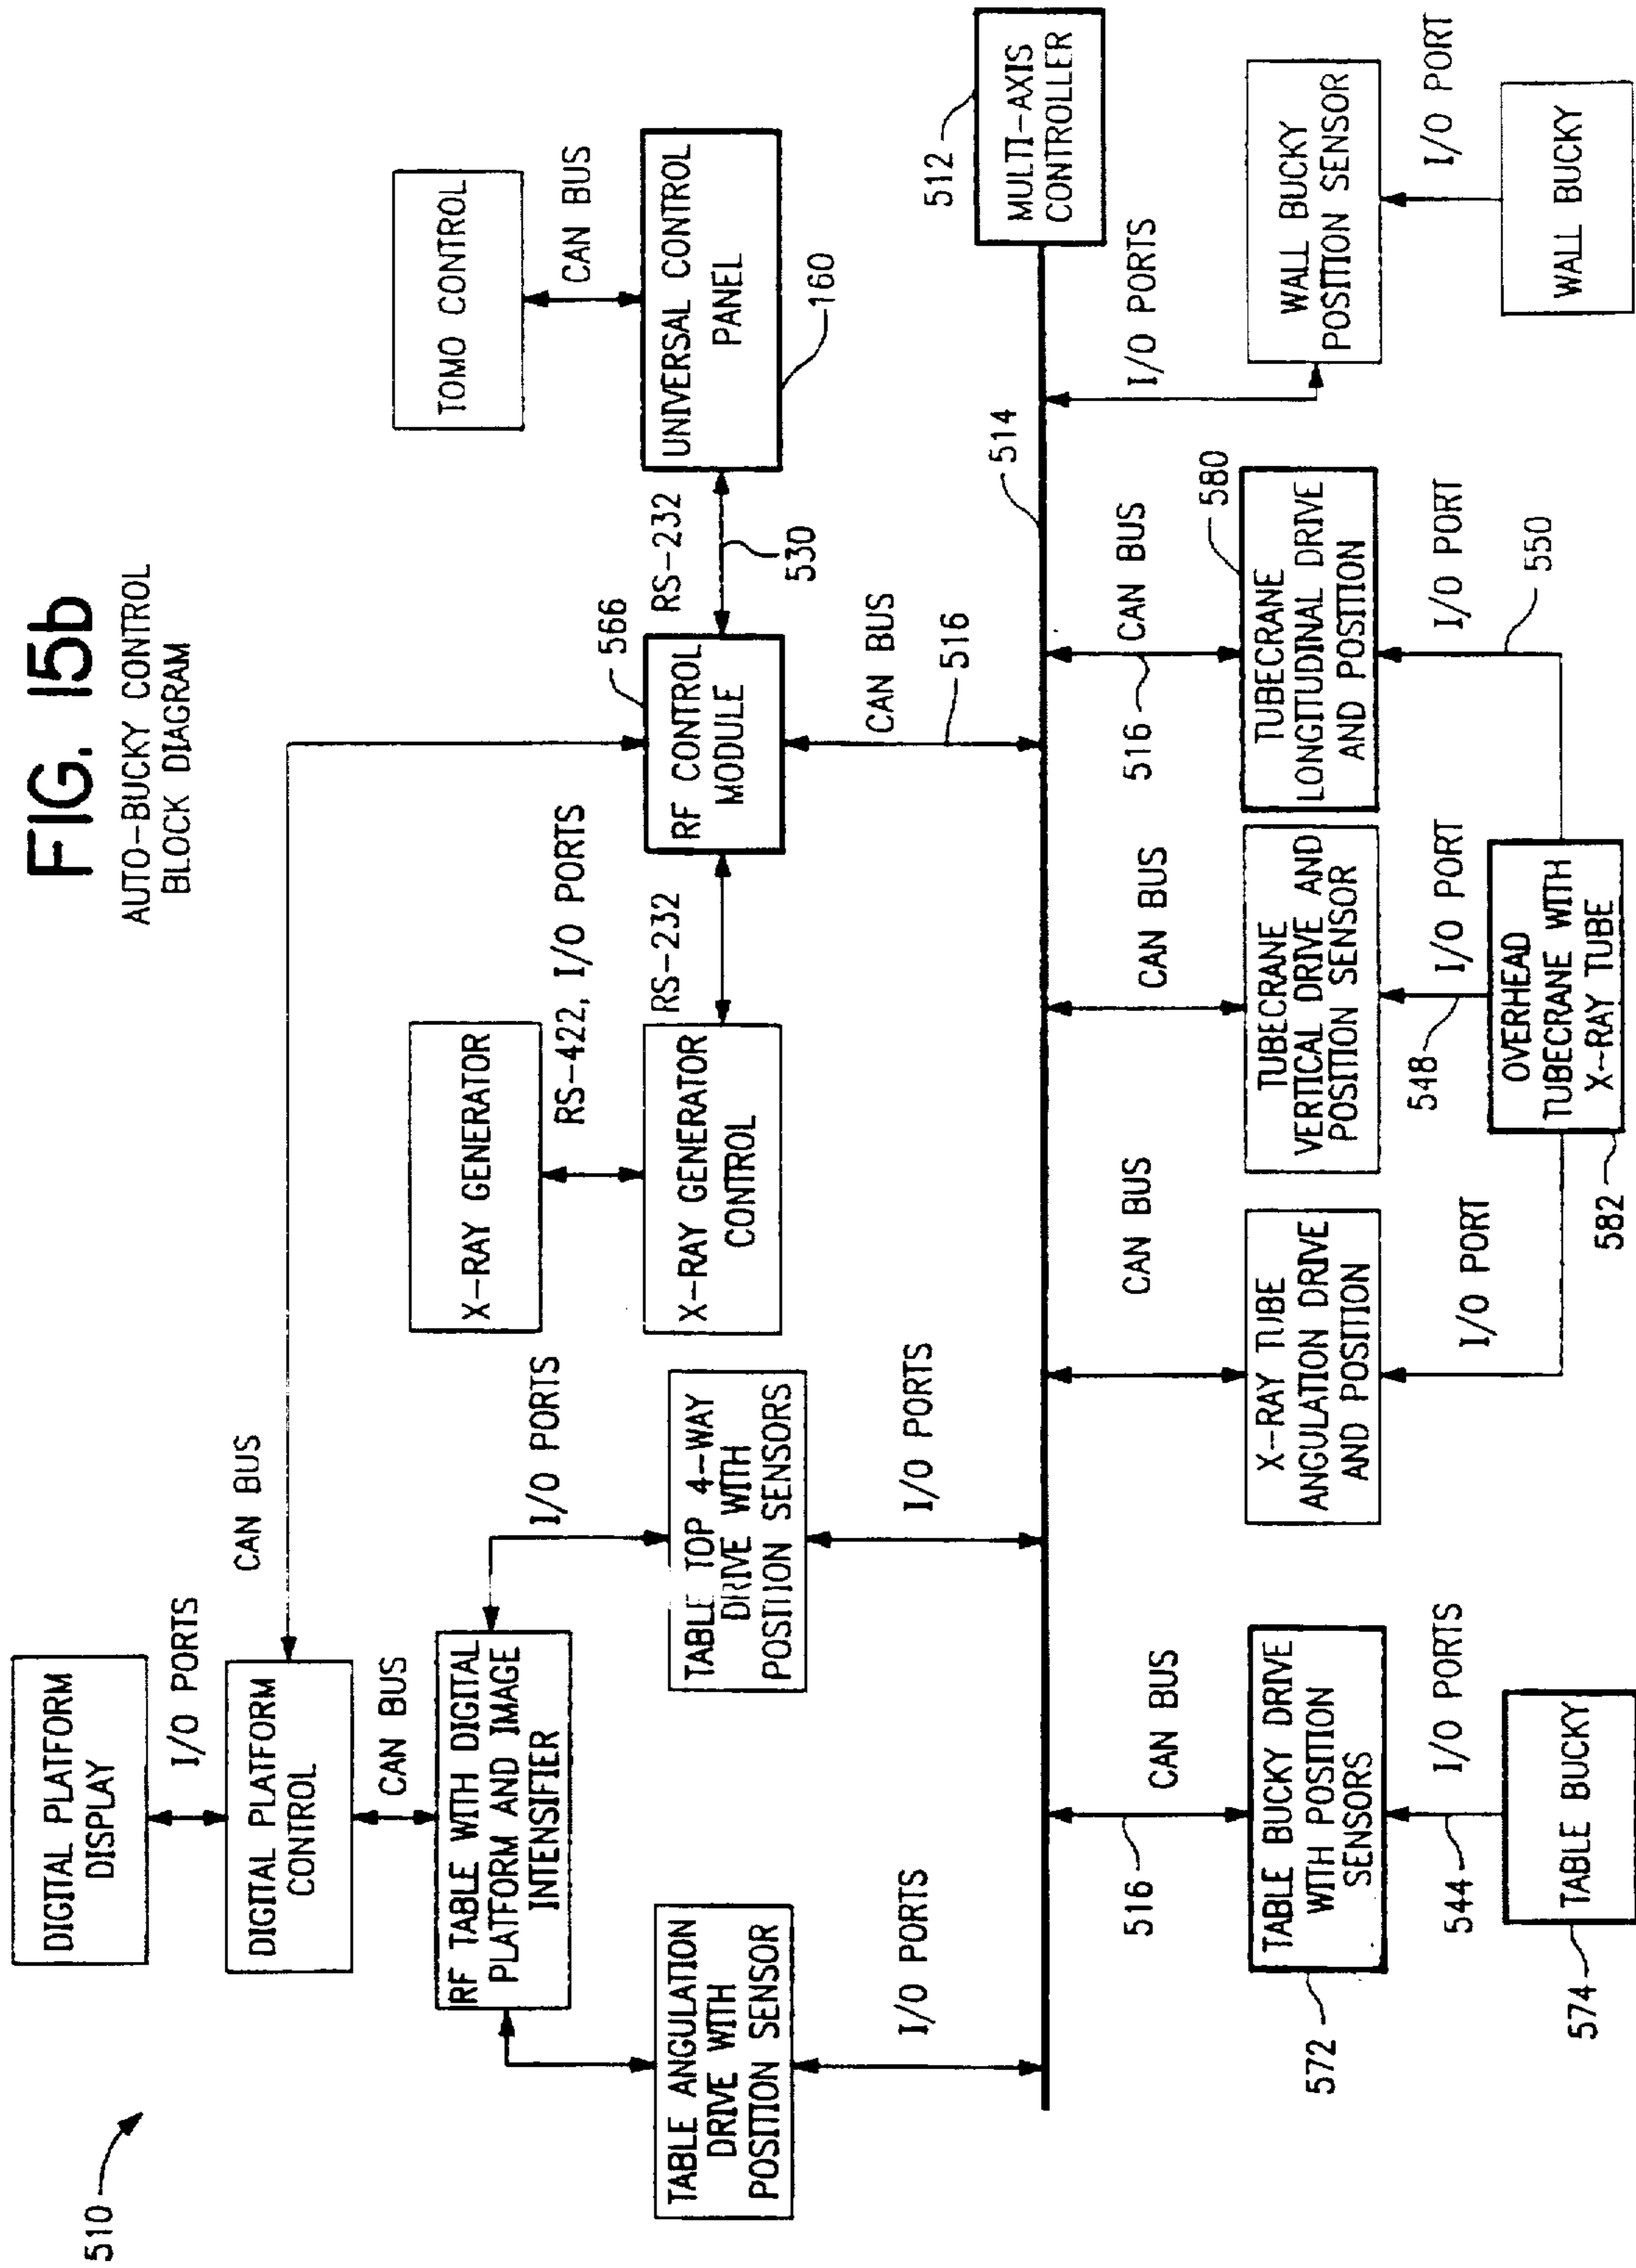 FIG. 15b
AUTO-BUCKY CONTROL
BLOCK DIAGRAM
510
DIGITAL PLATFORM
DISPLAY
I/O PORTS
DIGITAL PLATFORM
CONTROL
CAN BUS
CAN BUS
RF TABLE WITH DIGITAL
PLATFORM AND IMAGE
INTENSIFIER
I/O PORTS
X-RAY GENERATOR
RS-422, I/O PORTS
TOMO CONTROL
CAN BUS
TABLE ANGULATION
DRIVE WITH
POSITION SENSOR
TABLE TOP 4-WAY
DRIVE WITH
POSITION SENSORS
X-RAY GENERATOR
CONTROL
RS-232
RF CONTROL
MODULE
566
RS-232
530
UNIVERSAL CONTROL
PANEL
160
I/O PORTS
I/O PORTS
CAN BUS
516
512
MULTI-AXIS
CONTROLLER
514
516
CAN BUS
CAN BUS
CAN BUS
516
CAN BUS
I/O PORTS
572
TABLE BUCKY DRIVE
WITH POSITION
SENSORS
X-RAY TUBE
ANGULATION DRIVE
AND POSITION
TUBECRANE
VERTICAL DRIVE AND
POSITION SENSOR
580
TUBECRANE
LONGITUDINAL DRIVE
AND POSITION
WALL BUCKY
POSITION SENSOR
544
I/O PORTS
I/O PORT
548
I/O PORT
I/O PORT
550
I/O PORT
574
TABLE BUCKY
582
OVERHEAD
TUBECRANE WITH
X-RAY TUBE
WALL BUCKY